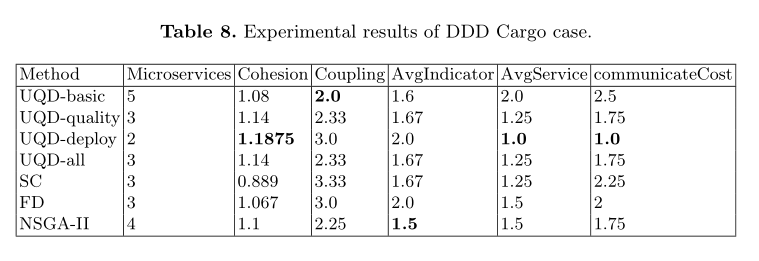 Table 8. Experimental results of DDD Cargo case.
Method Microservices Cohesion Coupling AvgIndicator AvgService communicateCost
UQD-basic 5 1.08 2.0 1.6 2.0 2.5
UQD-quality 3 1.14 2.33 1.67 1.25 1.75
UQD-deploy 2 1.1875 3.0 2.0 1.0 1.0
UQD-all 3 1.14 2.33 1.67 1.25 1.75
SC 3 0.889 3.33 1.67 1.25 2.25
FD 3 1.067 3.0 2.0 1.5 2
NSGA-II 4 1.1 2.25 1.5 1.5 1.75